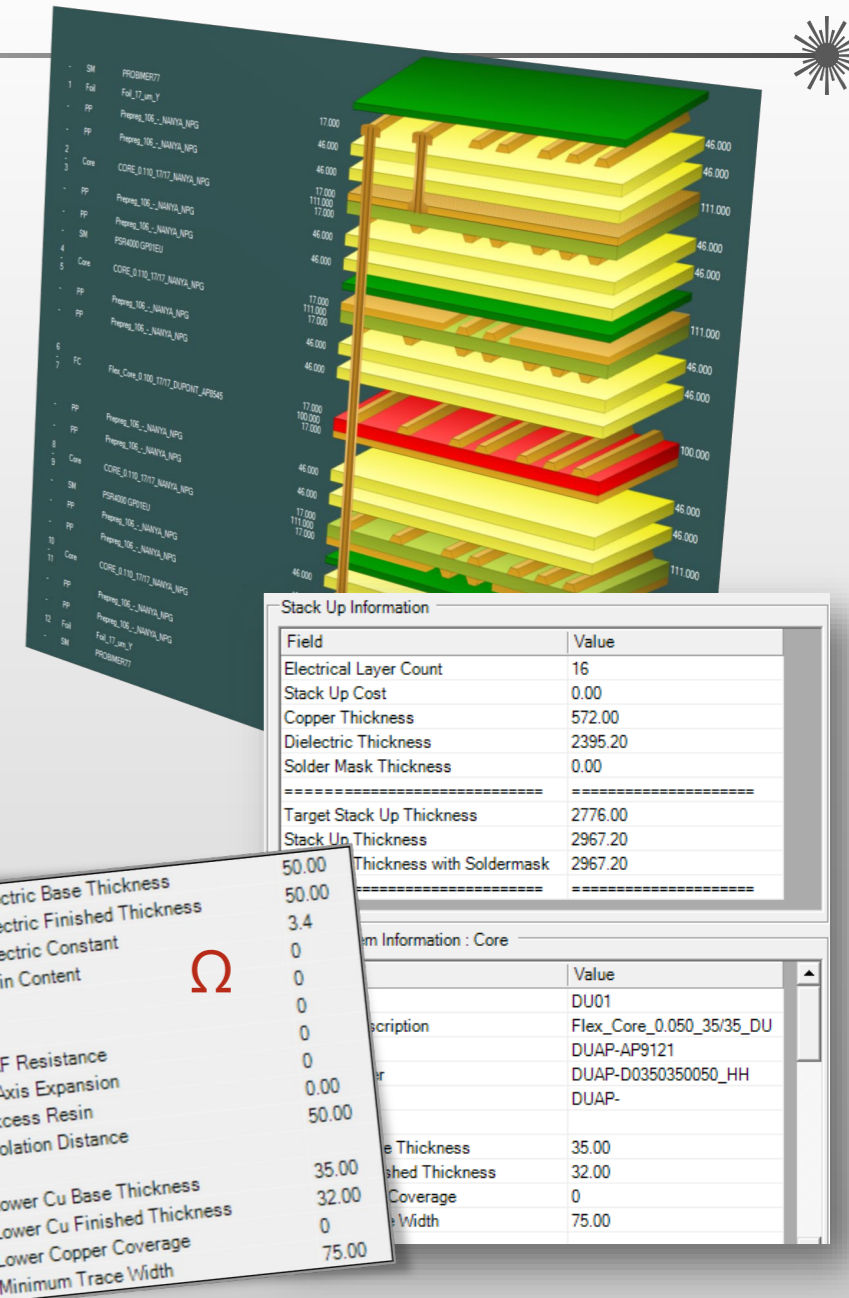 - SM PROBIMER77
1 Foil Foil_17_um_Y
- PP Prepreg_106_-_NANYA_NPG 17.000
- PP Prepreg_106_-_NANYA_NPG 46.000 46.000
2
- Core CORE_0.110_17/17_NANYA_NPG 46.000 46.000
3
17.000
111.000 111.000
17.000
- PP Prepreg_106_-_NANYA_NPG
- PP Prepreg_106_-_NANYA_NPG 46.000 46.000
- SM PSR4000 GP01EU 46.000 46.000
4
- Core CORE_0.110_17/17_NANYA_NPG
5
17.000
111.000 111.000
17.000
- PP Prepreg_106_-_NANYA_NPG
- PP Prepreg_106_-_NANYA_NPG 46.000 46.000
46.000 46.000
6
- FC Flex_Core_0.100_17/17_DUPONT_AP8545
7
17.000
100.000 100.000
17.000
- PP Prepreg_106_-_NANYA_NPG
- PP Prepreg_106_-_NANYA_NPG 46.000 46.000
8
- Core CORE_0.110_17/17_NANYA_NPG 46.000 46.000
9
17.000
111.000 111.000
17.000
- SM PSR4000 GP01EU
- PP Prepreg_106_-_NANYA_NPG
- PP Prepreg_106_-_NANYA_NPG 46.000
10
- Core CORE_0.110_17/17_NANYA_NPG
11
- PP Prepreg_106_-_NANYA_NPG
- PP Prepreg_106_-_NANYA_NPG
12 Foil Foil_17_um_Y
- SM PROBIMER77
Stack Up Information
Field Value
Electrical Layer Count 16
Stack Up Cost 0.00
Copper Thickness 572.00
Dielectric Thickness 2395.20
Solder Mask Thickness 0.00
============================ =====================
Target Stack Up Thickness 2776.00
Stack Up Thickness 2967.20
Thickness with Soldermask 2967.20
================== =====================
em Information : Core
Value
DU01
scription Flex_Core_0.050_35/35_DU
DUAP-AP9121
er DUAP-D0350350050_HH
DUAP-
e Thickness 35.00
shed Thickness 32.00
Coverage 0
Width 75.00
ctric Base Thickness 50.00
ectric Finished Thickness 50.00
ectric Constant 3.4
in Content 0
Ω
0
0
F Resistance 0
Axis Expansion 0
xcess Resin 0.00
olation Distance 50.00
ower Cu Base Thickness 35.00
Lower Cu Finished Thickness 32.00
Lower Copper Coverage 0
Minimum Trace Width 75.00